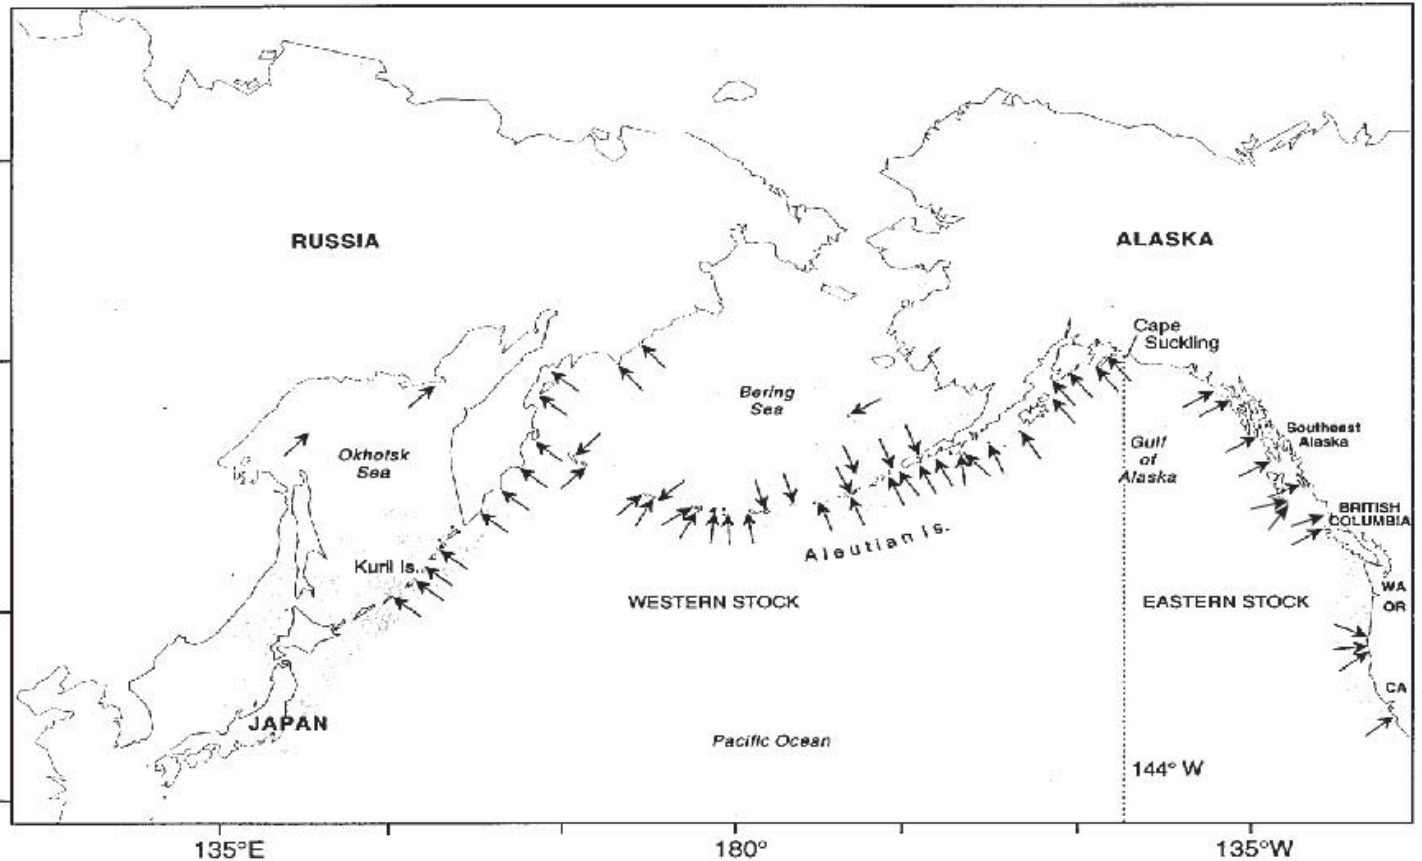 RUSSIA
ALASKA
Cape
Suckling
Bering
Sea
Okhotsk
Sea
Southeast
Alaska
Gulf
of
Alaska
BRITISH
COLUMBIA
Aleutian Is.
Kuril Is.
WESTERN STOCK
EASTERN STOCK
WA
OR
CA
JAPAN
Pacific Ocean
144° W
135°E
180°
135°W